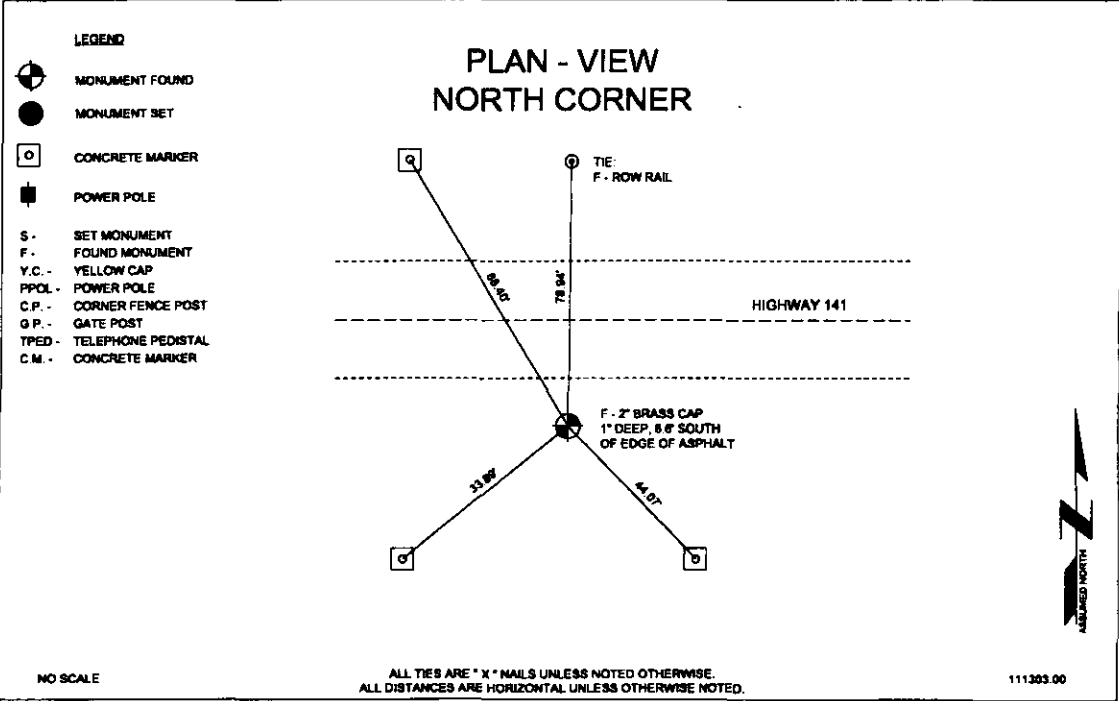 LEGEND
MONUMENT FOUND
MONUMENT SET
CONCRETE MARKER
POWER POLE
S - SET MONUMENT
F - FOUND MONUMENT
Y.C. - YELLOW CAP
PPOL - POWER POLE
C.P. - CORNER FENCE POST
G P. - GATE POST
TPED - TELEPHONE PEDISTAL
C.M. - CONCRETE MARKER
PLAN - VIEW
NORTH CORNER
TIE:
F - ROW RAIL
78.94'
HIGHWAY 141
F - 2" BRASS CAP
1" DEEP, SOUTH
OF EDGE OF ASPHALT
44.07'
ASSUMED NORTH
NO SCALE
ALL TIES ARE " X " NAILS UNLESS NOTED OTHERWISE.
ALL DISTANCES ARE HORIZONTAL UNLESS OTHERWISE NOTED.
111303.00